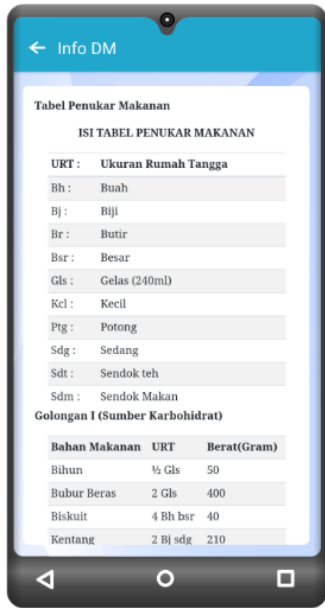 Info DM
Tabel Penukar Makanan
ISI TABEL PENUKAR MAKANAN
URT : Ukuran Rumah Tangga
Bh : Buah
Bj : Biji
Br : Butir
Bsr : Besar
Gls : Gelas (240ml)
Kcl : Kecil
Ptg : Potong
Sdg : Sedang
Sdt : Sendok teh
Sdm : Sendok Makan
Golongan I (Sumber Karbohidrat)
Bahan Makanan URT Berat(Gram)
Bihun ½ Gls 50
Bubur Beras 2 Gls 400
Biskuit 4 Bh bsr 40
Kentang 2 Bj sdg 210